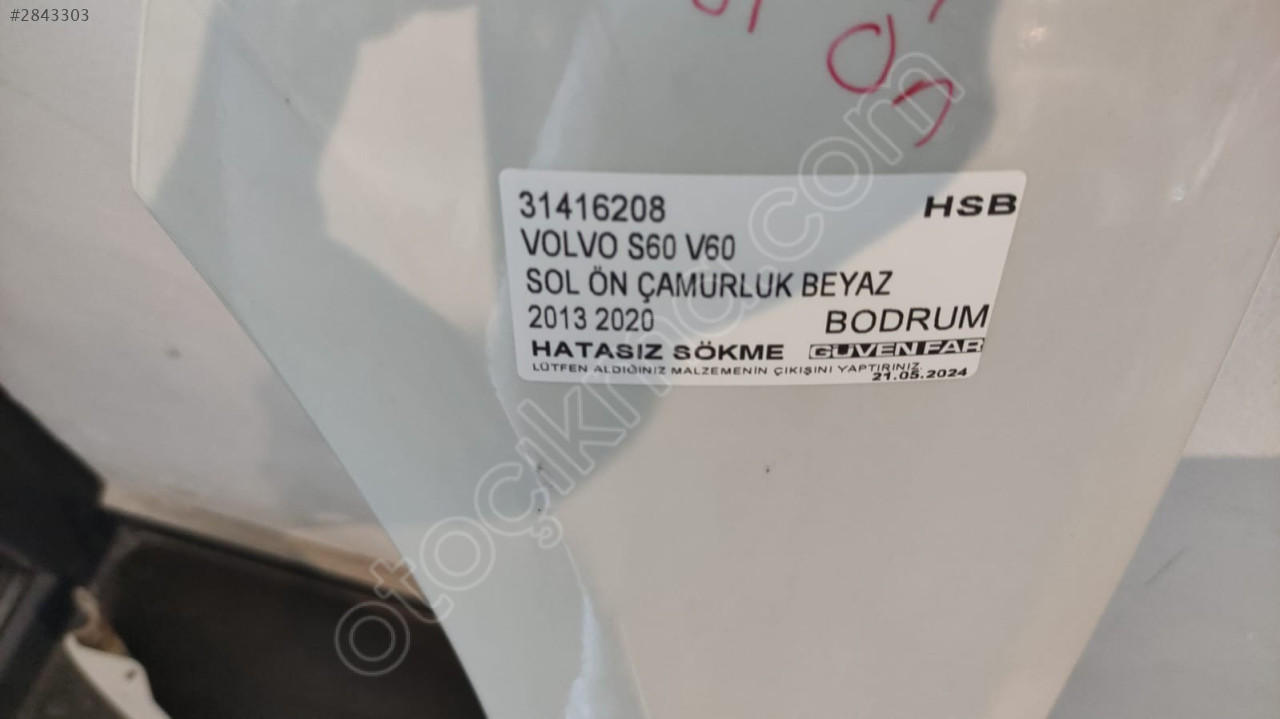 #2843303
31416208 HSB
VOLVO S60 V60
SOL ÖN ÇAMURLUK BEYAZ
2013 2020 BODRUM
HATASIZ SÖKME GÜVEN FAR
LÜTFEN ALDIĞINIZ MALZEMENİN ÇIKIŞINI YAPTIRINIZ.
21.05.2024
otoçıkma.com